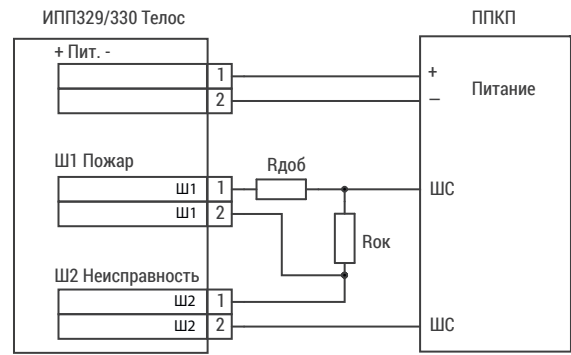 ИПП329/330 Телос
ППКП
+ Пит. -
1
2
+
–
Питание
Ш1 Пожар
Ш1 1
Ш1 2
Rдоб
ШС
Rок
Ш2 Неисправность
Ш2 1
Ш2 2
ШС